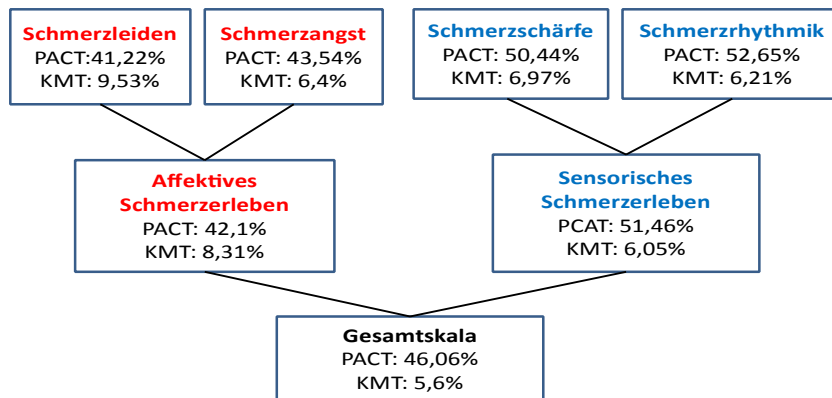 Schmerzleiden
PACT:41,22%
KMT: 9,53%
Schmerzangst
PACT: 43,54%
KMT: 6,4%
Schmerzschärfe
PACT: 50,44%
KMT: 6,97%
Schmerzrhythmik
PACT: 52,65%
KMT: 6,21%
Affektives
Schmerzerleben
PACT: 42,1%
KMT: 8,31%
Sensorisches
Schmerzerleben
PCAT: 51,46%
KMT: 6,05%
Gesamtskala
PACT: 46,06%
KMT: 5,6%